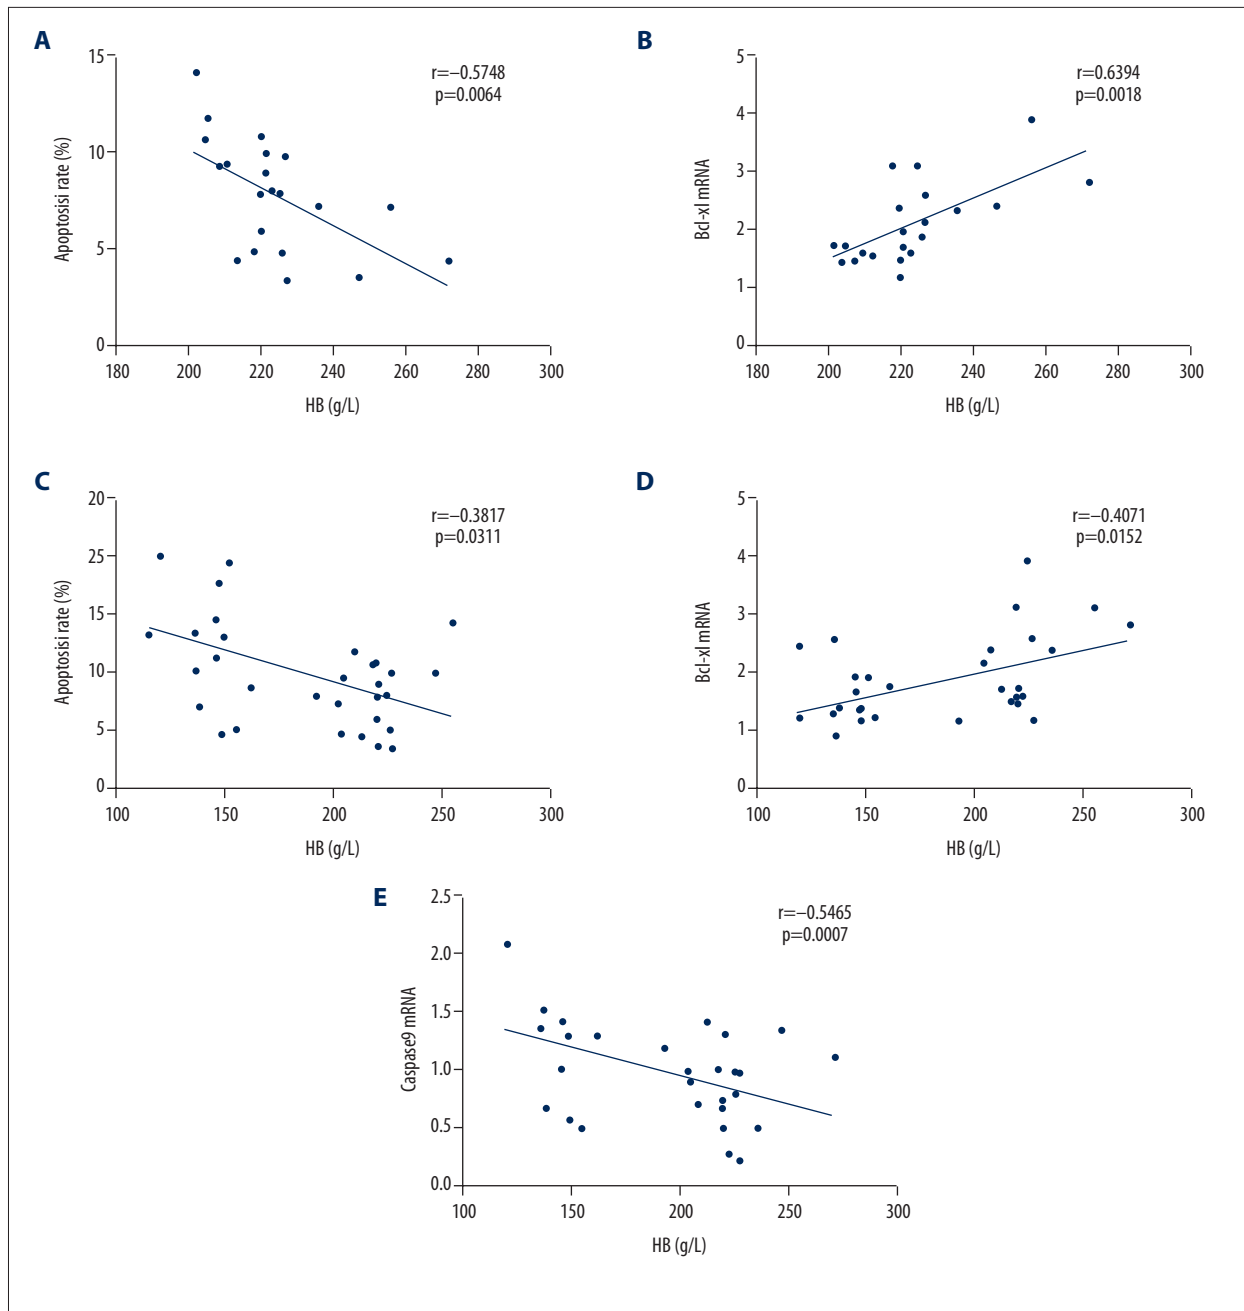 A
15
10
5
0
Apoptosisi rate (%)
r=–0.5748
p=0.0064
180 200 220 240 260 280 300
HB (g/L)
B
5
4
3
2
1
0
Bcl-xl mRNA
r=0.6394
p=0.0018
180 200 220 240 260 280 300
HB (g/L)
C
20
25
15
10
5
0
Apoptosisi rate (%)
r=–0.3817
p=0.0311
100 150 200 250 300
HB (g/L)
D
5
4
3
2
1
0
Bcl-xl mRNA
r=–0.4071
p=0.0152
100 150 200 250 300
HB (g/L)
E
2.5
2.0
1.5
1.0
0.5
0.0
Caspase9 mRNA
r=–0.5465
p=0.0007
100 150 200 250 300
HB (g/L)